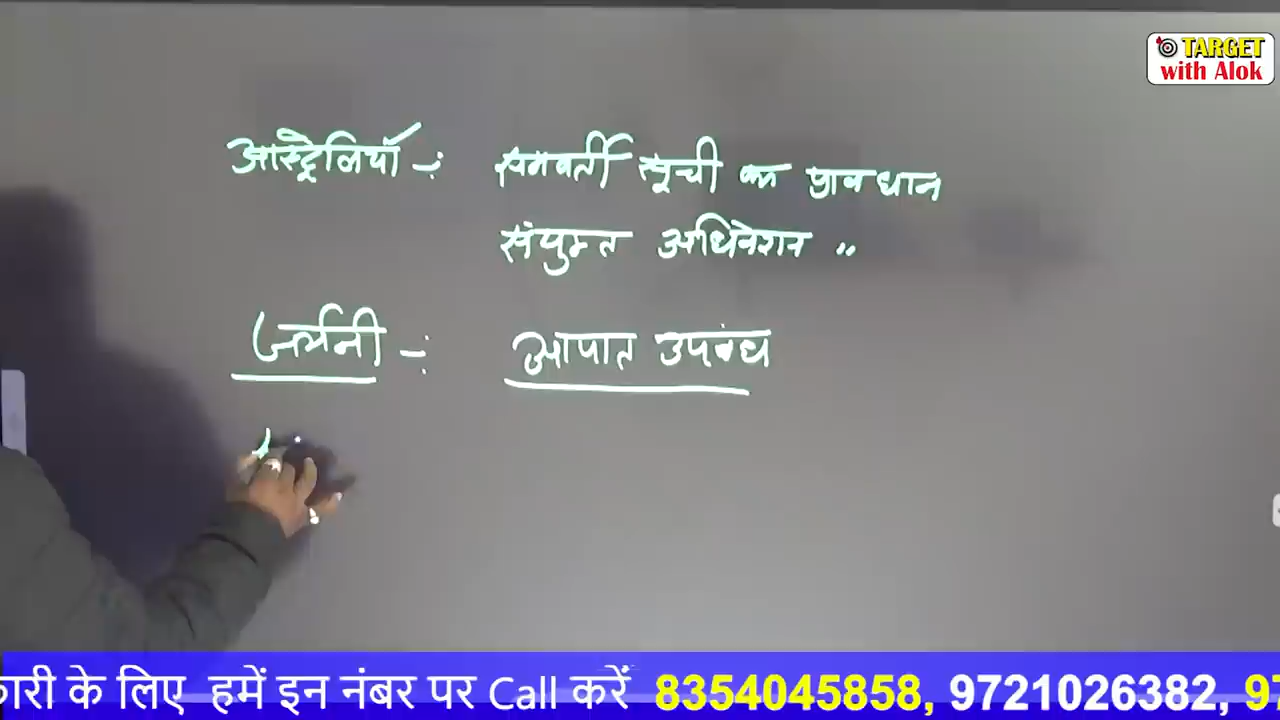 TARGET
with Alok
आस्ट्रेलियाँ -: समवर्ती सूची का प्रावधान
संयुक्त अधिवेशन "
जर्मनी -: आपात उपबंध
कारी के लिए हमें इन नंबर पर Call करें 8354045858, 9721026382, 97